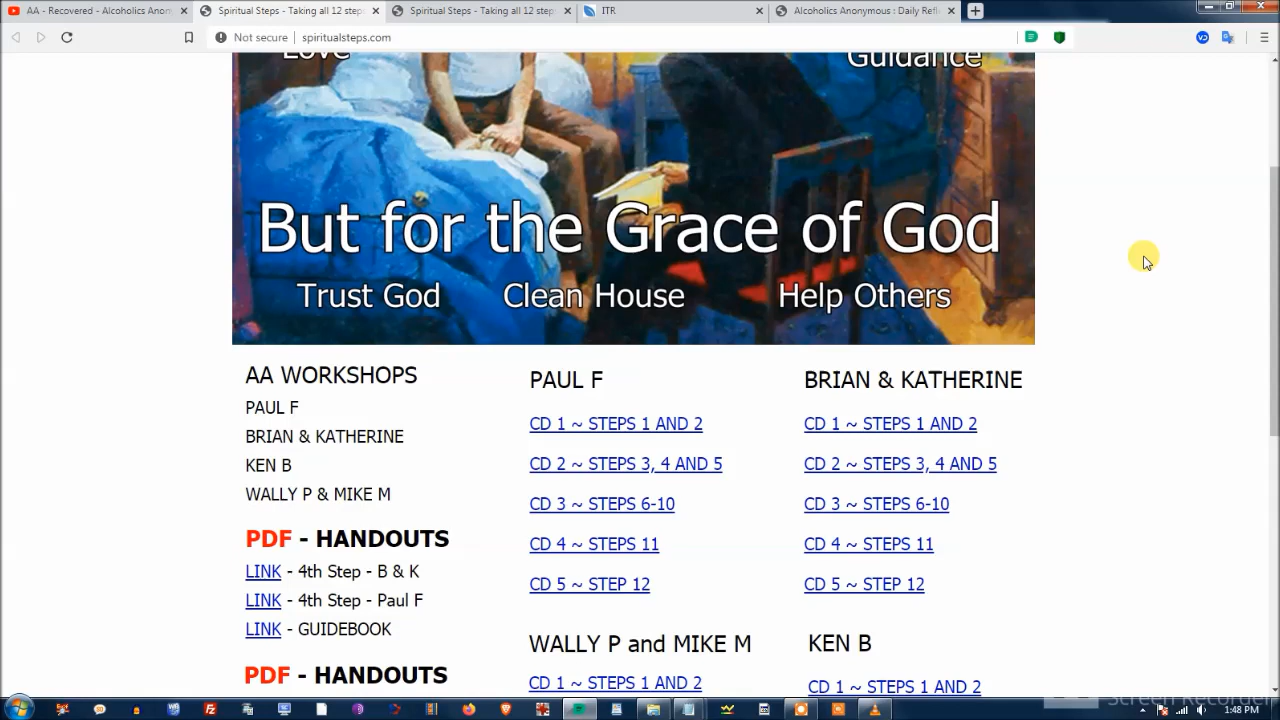 AA - Recovered - Alcoholics Anon
Spiritual Steps - Taking all 12 step
Spiritual Steps - Taking all 12 step
ITR
Alcoholics Anonymous : Daily Refl
Not secure
spiritualsteps.com
Love
Guidance
But for the Grace of God
Trust God
Clean House
Help Others
AA WORKSHOPS
PAUL F
BRIAN & KATHERINE
KEN B
WALLY P & MIKE M
PDF - HANDOUTS
LINK - 4th Step - B & K
LINK - 4th Step - Paul F
LINK - GUIDEBOOK
PDF - HANDOUTS
PAUL F
CD 1 ~ STEPS 1 AND 2
CD 2 ~ STEPS 3, 4 AND 5
CD 3 ~ STEPS 6-10
CD 4 ~ STEPS 11
CD 5 ~ STEP 12
WALLY P and MIKE M
CD 1 ~ STEPS 1 AND 2
BRIAN & KATHERINE
CD 1 ~ STEPS 1 AND 2
CD 2 ~ STEPS 3, 4 AND 5
CD 3 ~ STEPS 6-10
CD 4 ~ STEPS 11
CD 5 ~ STEP 12
KEN B
CD 1 ~ STEPS 1 AND 2
Screen Recorder
1:48 PM